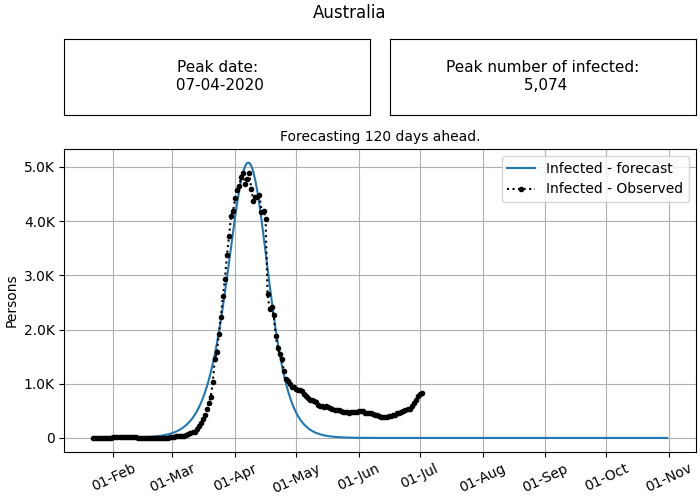 Australia
Peak date:
07-04-2020
Peak number of infected:
5,074
Forecasting 120 days ahead.
Infected - forecast
Infected - Observed
5.0K
4.0K
3.0K
2.0K
1.0K
0
Persons
01-Feb
01-Mar
01-Apr
01-May
01-Jun
01-Jul
01-Aug
01-Sep
01-Oct
01-Nov